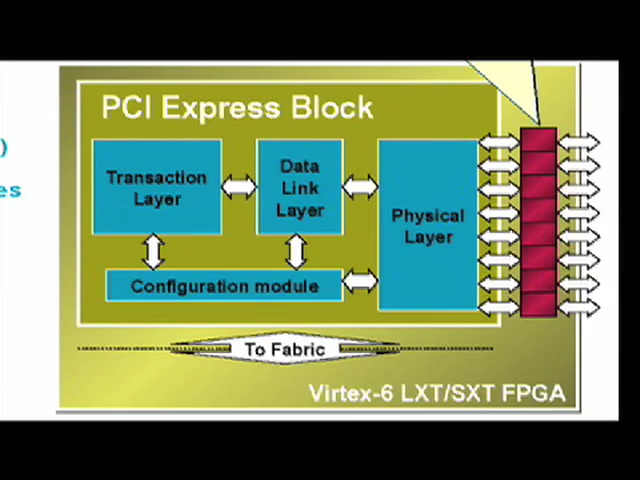 PCI Express Block
)
es
Transaction
Layer
Data
Link
Layer
Physical
Layer
Configuration module
To Fabric
Virtex-6 LXT/SXT FPGA